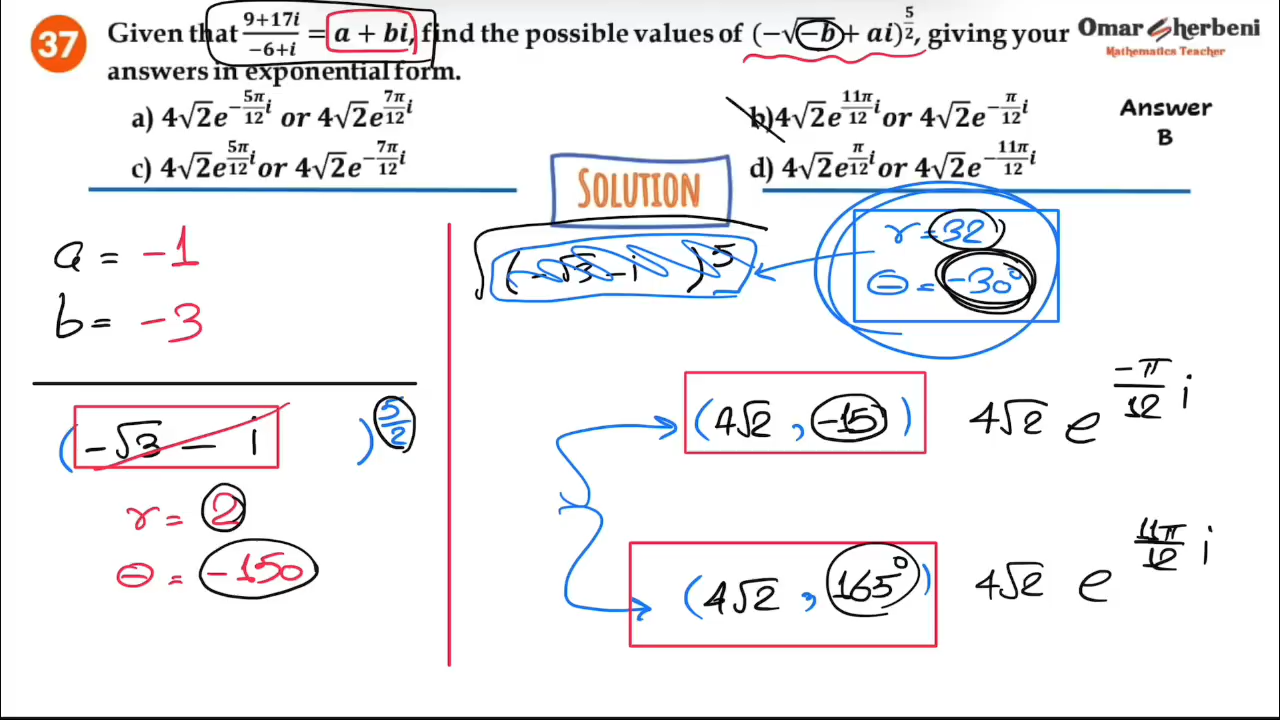 37
Given that (9+17i)/(-6+i) = a + bi, find the possible values of (−√−b + ai)^(5/2), giving your
answers in exponential form.
Omar Sherbeni
Mathematics Teacher
a) 4√2e^(−5π/12 i) or 4√2e^(7π/12 i)
b) 4√2e^(11π/12 i) or 4√2e^(−π/12 i)
c) 4√2e^(5π/12 i) or 4√2e^(−7π/12 i)
d) 4√2e^(π/12 i) or 4√2e^(−11π/12 i)
Answer
B
SOLUTION
a = -1
b = -3
(-√3 - i)^(5/2)
r = 2
θ = -150
√(-√3 - i)^5
r = 32
θ = -30°
(4√2 , -15) 4√2 e^(-π/12 i)
(4√2 , 165°) 4√2 e^(11π/12 i)